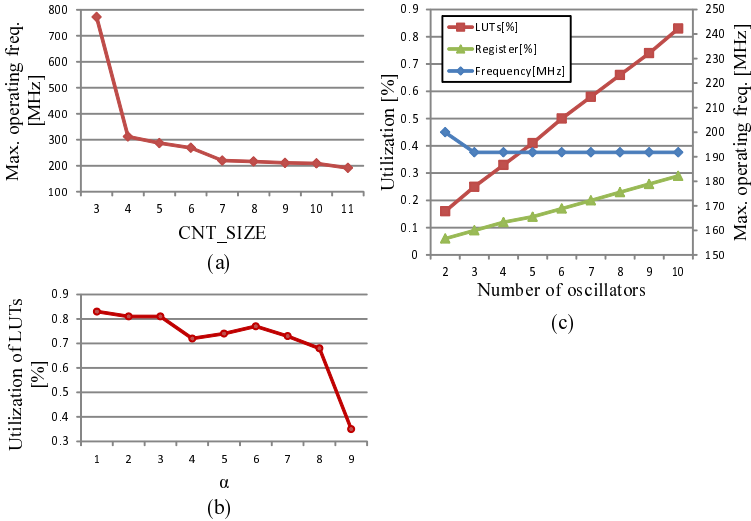 Max. operating freq.
[MHz]
800
700
600
500
400
300
200
100
3 4 5 6 7 8 9 10 11
CNT_SIZE
(a)
Utilization of LUTs
[%]
0.9
0.8
0.7
0.6
0.5
0.4
0.3
1 2 3 4 5 6 7 8 9
α
(b)
Utilization [%]
0.9
0.8
0.7
0.6
0.5
0.4
0.3
0.2
0.1
0
LUTs[%]
Register[%]
Frequency[MHz]
250
240
230
220
210
200
190
180
170
160
150
Max. operating freq. [MHz]
2 3 4 5 6 7 8 9 10
Number of oscillators
(c)